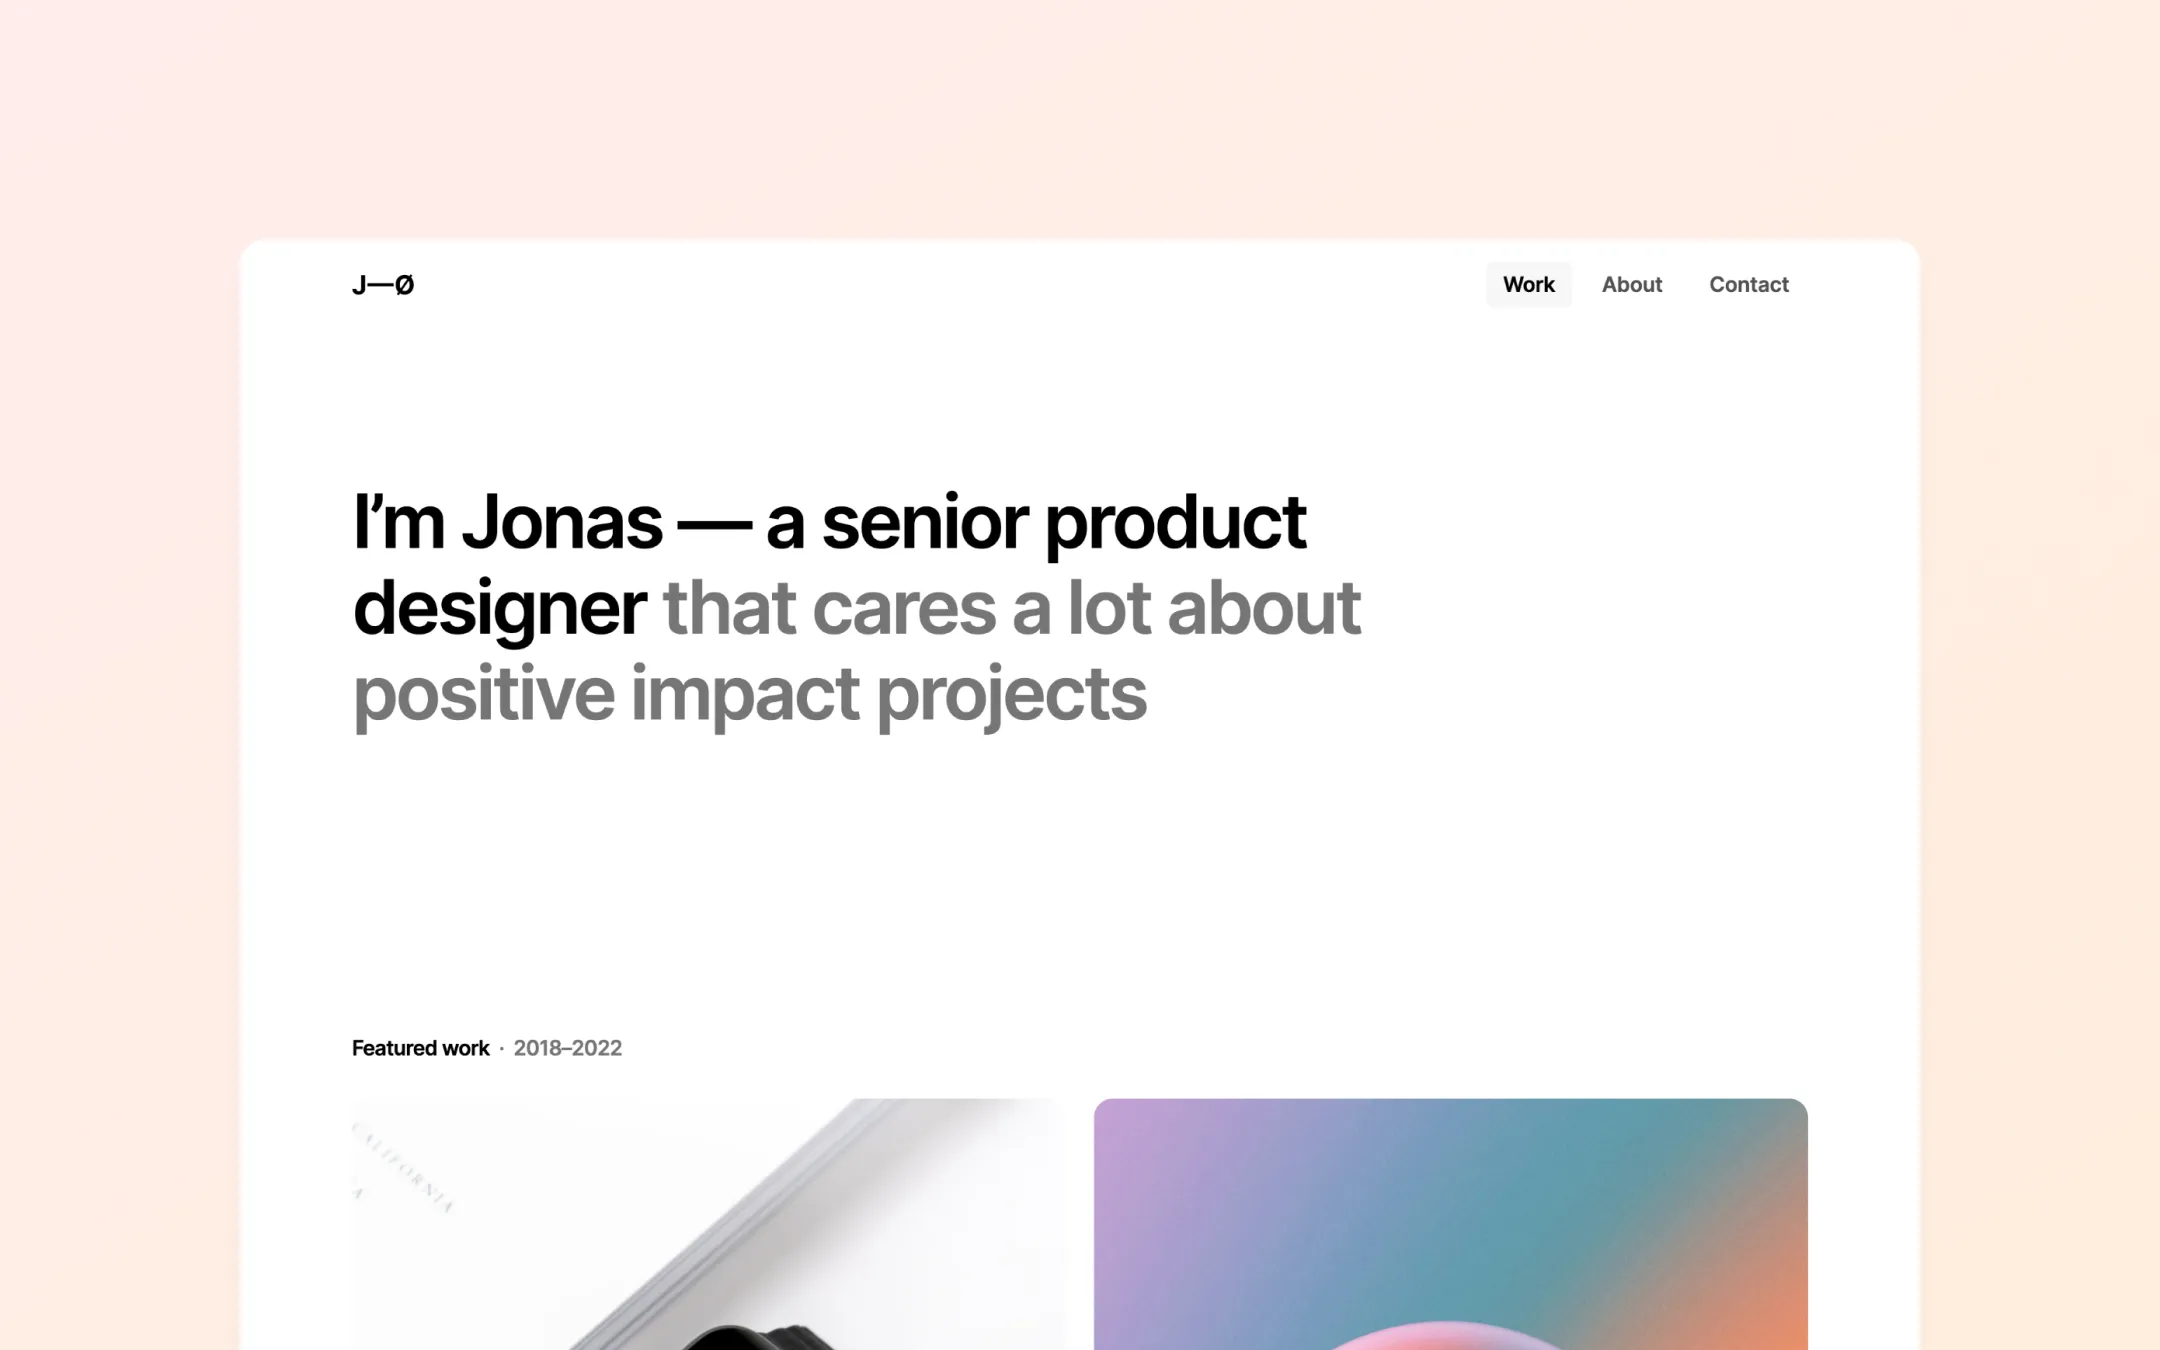 J—Ø
Work
About
Contact
I’m Jonas — a senior product
designer that cares a lot about
positive impact projects
Featured work · 2018–2022
CALIFORNIA